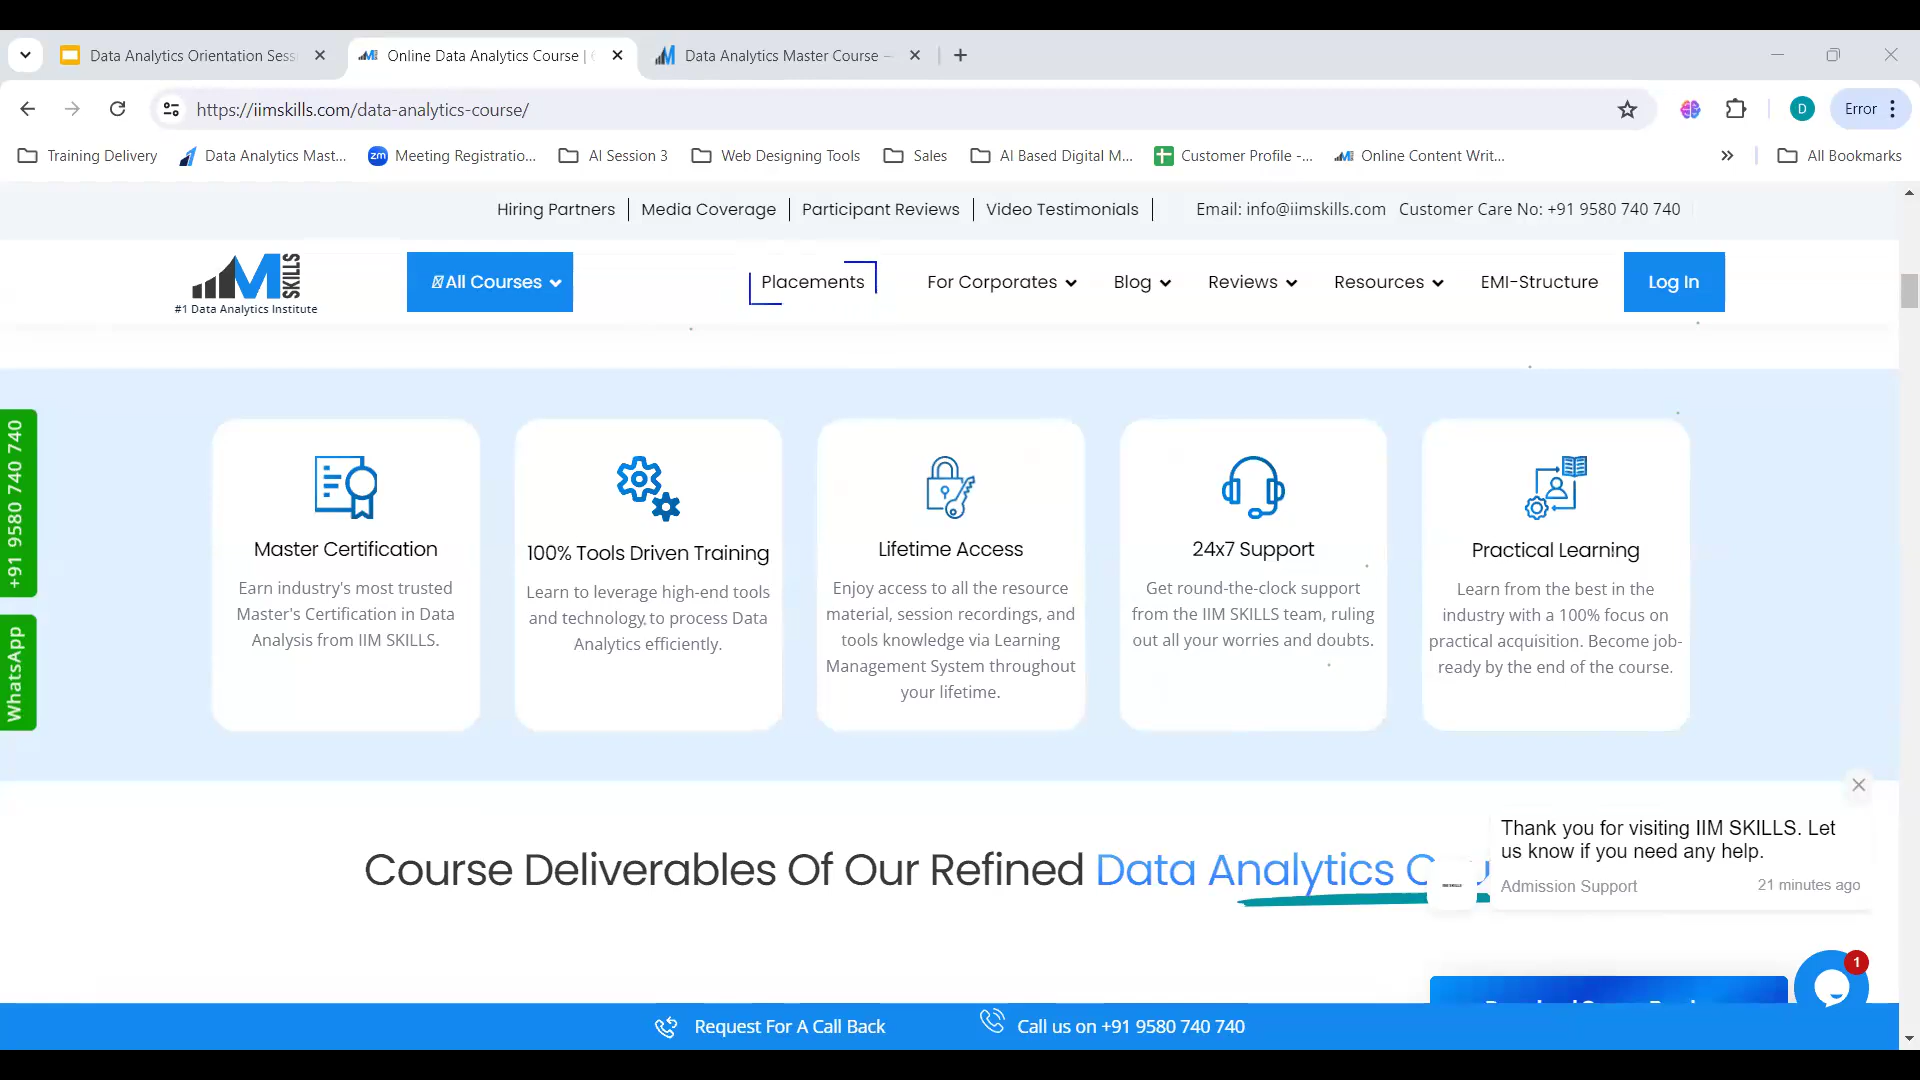 Data Analytics Orientation Sess
Online Data Analytics Course |
Data Analytics Master Course –
https://iimskills.com/data-analytics-course/
D
Error
Training Delivery
Data Analytics Mast...
zm
Meeting Registratio...
AI Session 3
Web Designing Tools
Sales
AI Based Digital M...
Customer Profile -...
Online Content Writ...
All Bookmarks
Hiring Partners
Media Coverage
Participant Reviews
Video Testimonials
Email: info@iimskills.com
Customer Care No: +91 9580 740 740
IIM SKILLS
#1 Data Analytics Institute
All Courses
Placements
For Corporates
Blog
Reviews
Resources
EMI-Structure
Log In
+91 9580 740 740
WhatsApp
Master Certification
Earn industry's most trusted
Master's Certification in Data
Analysis from IIM SKILLS.
100% Tools Driven Training
Learn to leverage high-end tools
and technology to process Data
Analytics efficiently.
Lifetime Access
Enjoy access to all the resource
material, session recordings, and
tools knowledge via Learning
Management System throughout
your lifetime.
24x7 Support
Get round-the-clock support
from the IIM SKILLS team, ruling
out all your worries and doubts.
Practical Learning
Learn from the best in the
industry with a 100% focus on
practical acquisition. Become job-
ready by the end of the course.
Course Deliverables Of Our Refined Data Analytics
Thank you for visiting IIM SKILLS. Let
us know if you need any help.
Admission Support
21 minutes ago
1
Request For A Call Back
Call us on +91 9580 740 740